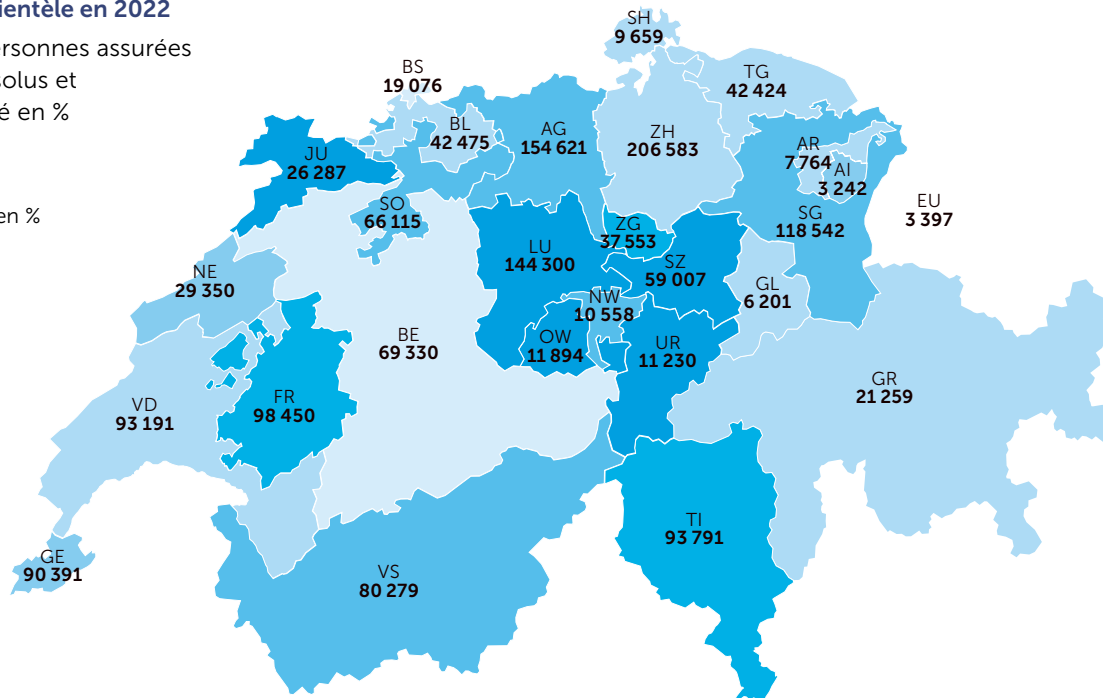 ientèle en 2022
ersonnes assurées
solus et
é en %
en %
SH
9 659
BS
19 076
TG
42 424
BL
42 475
AG
154 621
ZH
206 583
AR
7 764
AI
3 242
JU
26 287
EU
3 397
SO
66 115
SG
118 542
ZG
37 553
LU
144 300
SZ
59 007
NE
29 350
GL
6 201
NW
10 558
BE
69 330
OW
11 894
UR
11 230
GR
21 259
FR
98 450
VD
93 191
TI
93 791
GE
90 391
VS
80 279